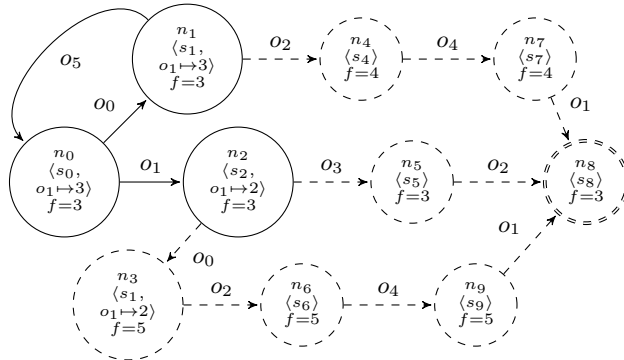 n₁
⟨s₁,
o₁↦3⟩
f=3
o₂
n₄
⟨s₄⟩
f=4
o₄
n₇
⟨s₇⟩
f=4
o₅
o₀
o₁
n₀
⟨s₀,
o₁↦3⟩
f=3
o₁
n₂
⟨s₂,
o₁↦2⟩
f=3
o₃
n₅
⟨s₅⟩
f=3
o₂
n₈
⟨s₈⟩
f=3
o₀
o₁
n₃
⟨s₁,
o₁↦2⟩
f=5
o₂
n₆
⟨s₆⟩
f=5
o₄
n₉
⟨s₉⟩
f=5